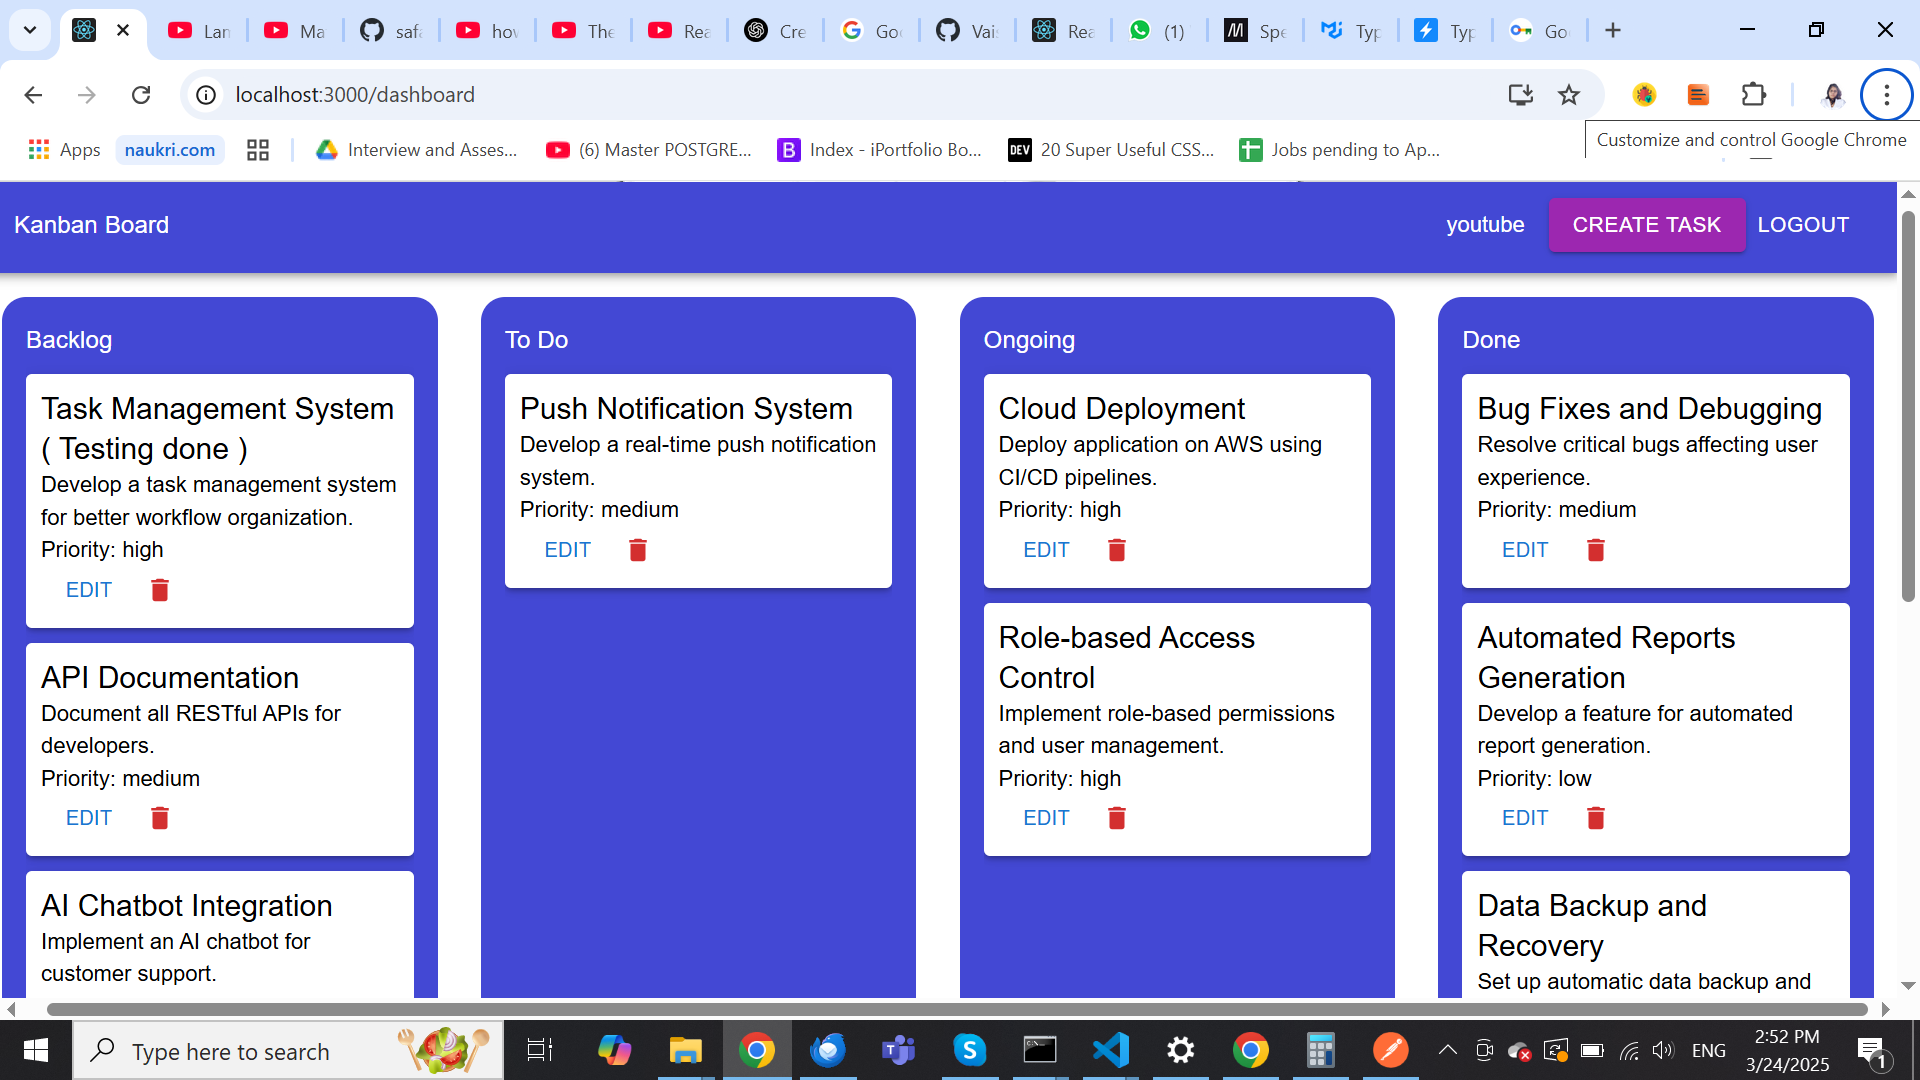 Lan
Ma
safa
how
The
Rea
Cre
Goo
Vais
Rea
(1)
Spe
Typ
Typ
Goo
localhost:3000/dashboard
Apps
naukri.com
Interview and Asses...
(6) Master POSTGRE...
B
Index - iPortfolio Bo...
DEV
20 Super Useful CSS...
Jobs pending to Ap...
Customize and control Google Chrome
Kanban Board
youtube
CREATE TASK
LOGOUT
Backlog
Task Management System
( Testing done )
Develop a task management system
for better workflow organization.
Priority: high
EDIT
API Documentation
Document all RESTful APIs for
developers.
Priority: medium
EDIT
AI Chatbot Integration
Implement an AI chatbot for
customer support.
To Do
Push Notification System
Develop a real-time push notification
system.
Priority: medium
EDIT
Ongoing
Cloud Deployment
Deploy application on AWS using
CI/CD pipelines.
Priority: high
EDIT
Role-based Access
Control
Implement role-based permissions
and user management.
Priority: high
EDIT
Done
Bug Fixes and Debugging
Resolve critical bugs affecting user
experience.
Priority: medium
EDIT
Automated Reports
Generation
Develop a feature for automated
report generation.
Priority: low
EDIT
Data Backup and
Recovery
Set up automatic data backup and
Type here to search
ENG
2:52 PM
3/24/2025
1